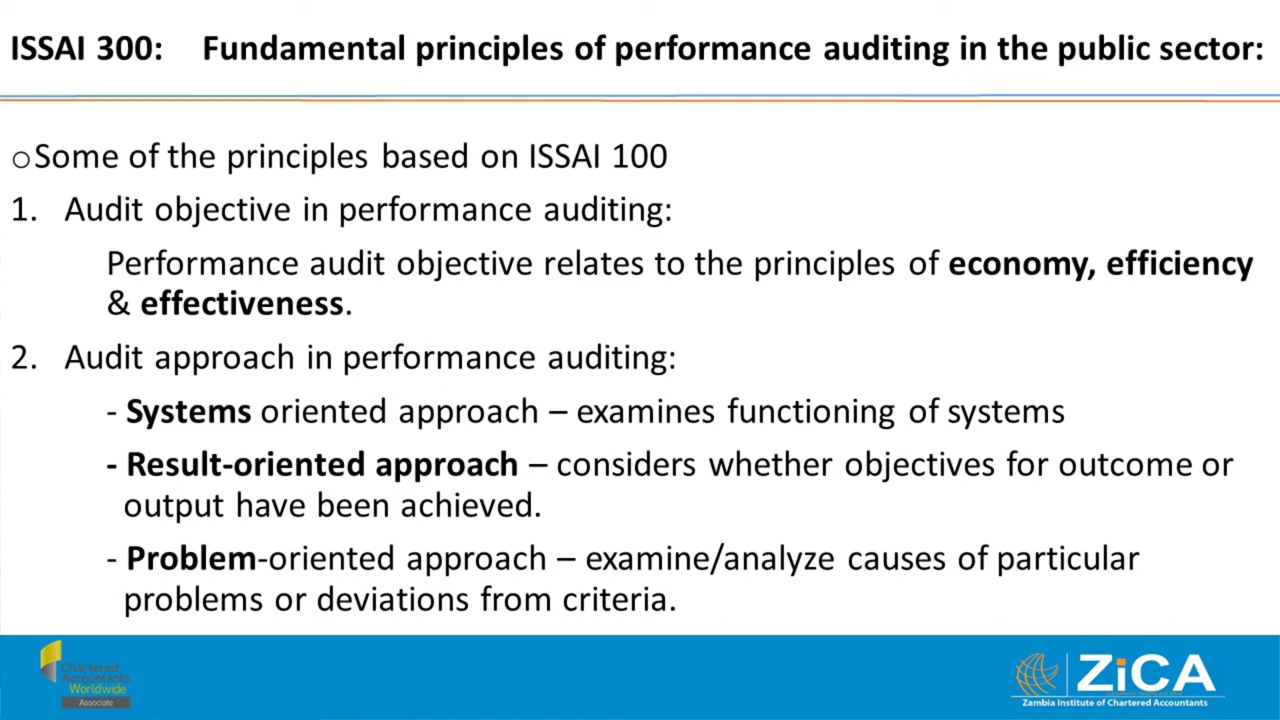 ISSAI 300: Fundamental principles of performance auditing in the public sector:
○Some of the principles based on ISSAI 100
1. Audit objective in performance auditing:
Performance audit objective relates to the principles of economy, efficiency
& effectiveness.
2. Audit approach in performance auditing:
- Systems oriented approach – examines functioning of systems
- Result-oriented approach – considers whether objectives for outcome or
output have been achieved.
- Problem-oriented approach – examine/analyze causes of particular
problems or deviations from criteria.
Chartered
Accountants
Worldwide
Associate
ZiCA
Zambia Institute of Chartered Accountants